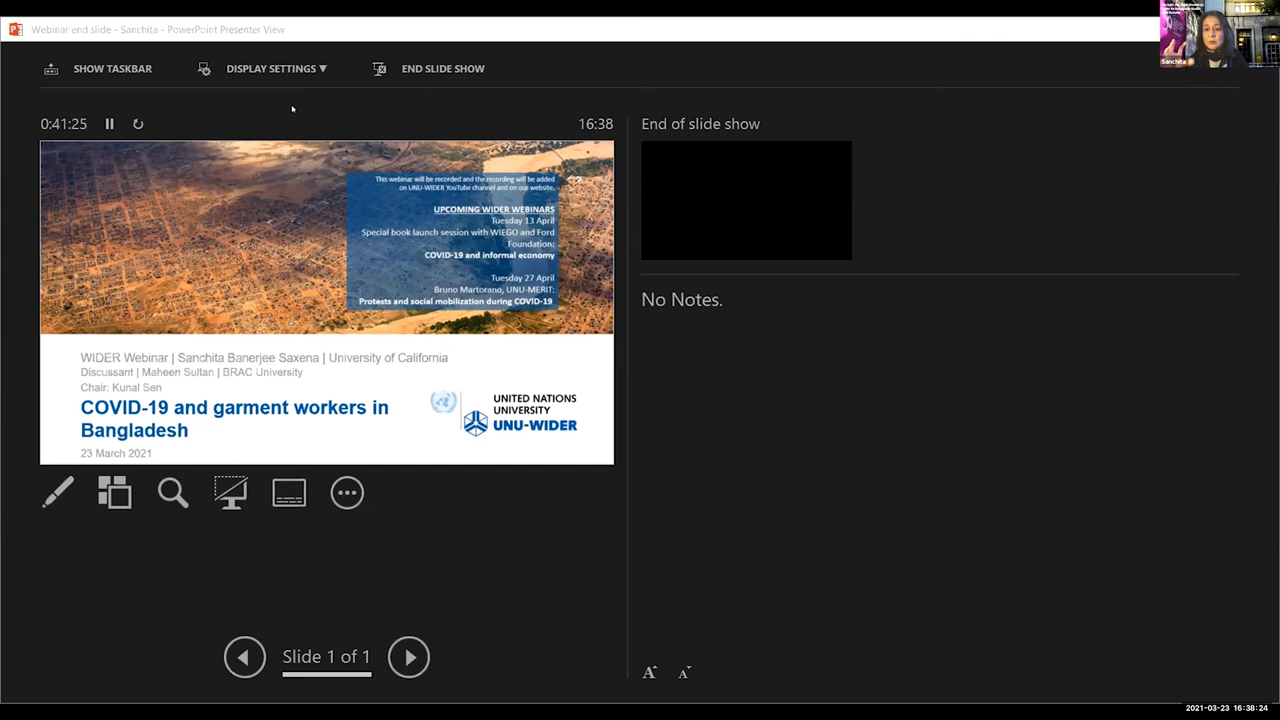 Webinar end slide - Sanchita - PowerPoint Presenter View
SHOW TASKBAR
DISPLAY SETTINGS ▼
END SLIDE SHOW
0:41:25
16:38
End of slide show
This webinar will be recorded and the recording will be added
on UNU-WIDER YouTube channel and on our website.
UPCOMING WIDER WEBINARS
Tuesday 13 April
Special book launch session with WIEGO and Ford
Foundation:
COVID-19 and informal economy
Tuesday 27 April
Bruno Martorano, UNU-MERIT:
Protests and social mobilization during COVID-19
WIDER Webinar | Sanchita Banerjee Saxena | University of California
Discussant | Maheen Sultan | BRAC University
Chair: Kunal Sen
COVID-19 and garment workers in
Bangladesh
23 March 2021
UNITED NATIONS
UNIVERSITY
UNU-WIDER
No Notes.
Slide 1 of 1
A A
Sanchita
2021-03-23 16:38:24